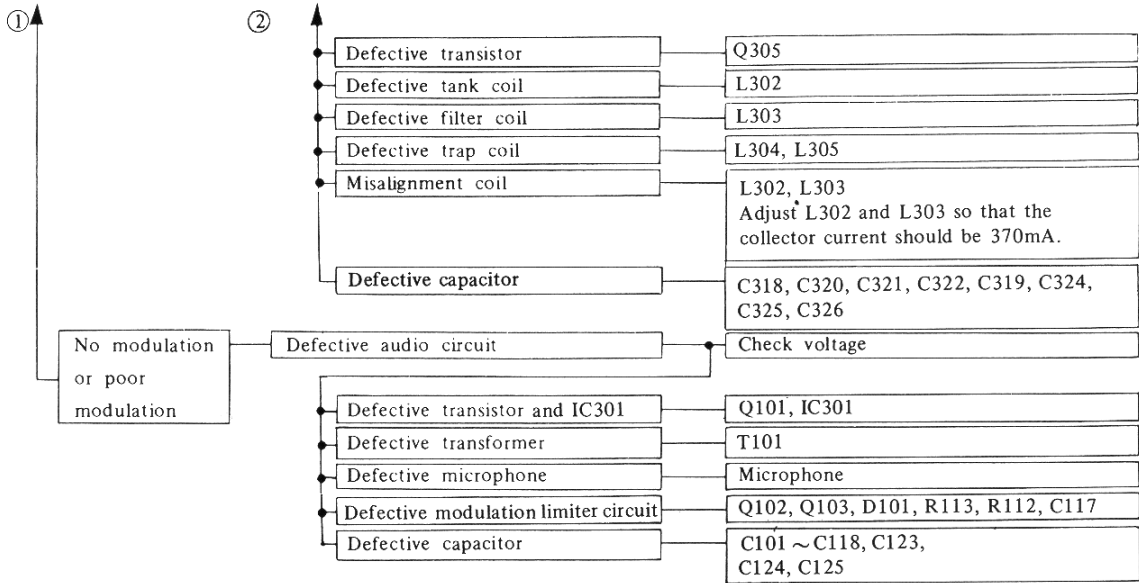 ① ②
Defective transistor Q305
Defective tank coil L302
Defective filter coil L303
Defective trap coil L304, L305
Misalignment coil L302, L303
Adjust L302 and L303 so that the
collector current should be 370mA.
Defective capacitor C318, C320, C321, C322, C319, C324,
C325, C326
No modulation
or poor
modulation
Defective audio circuit Check voltage
Defective transistor and IC301 Q101, IC301
Defective transformer T101
Defective microphone Microphone
Defective modulation limiter circuit Q102, Q103, D101, R113, R112, C117
Defective capacitor C101 ~ C118, C123,
C124, C125